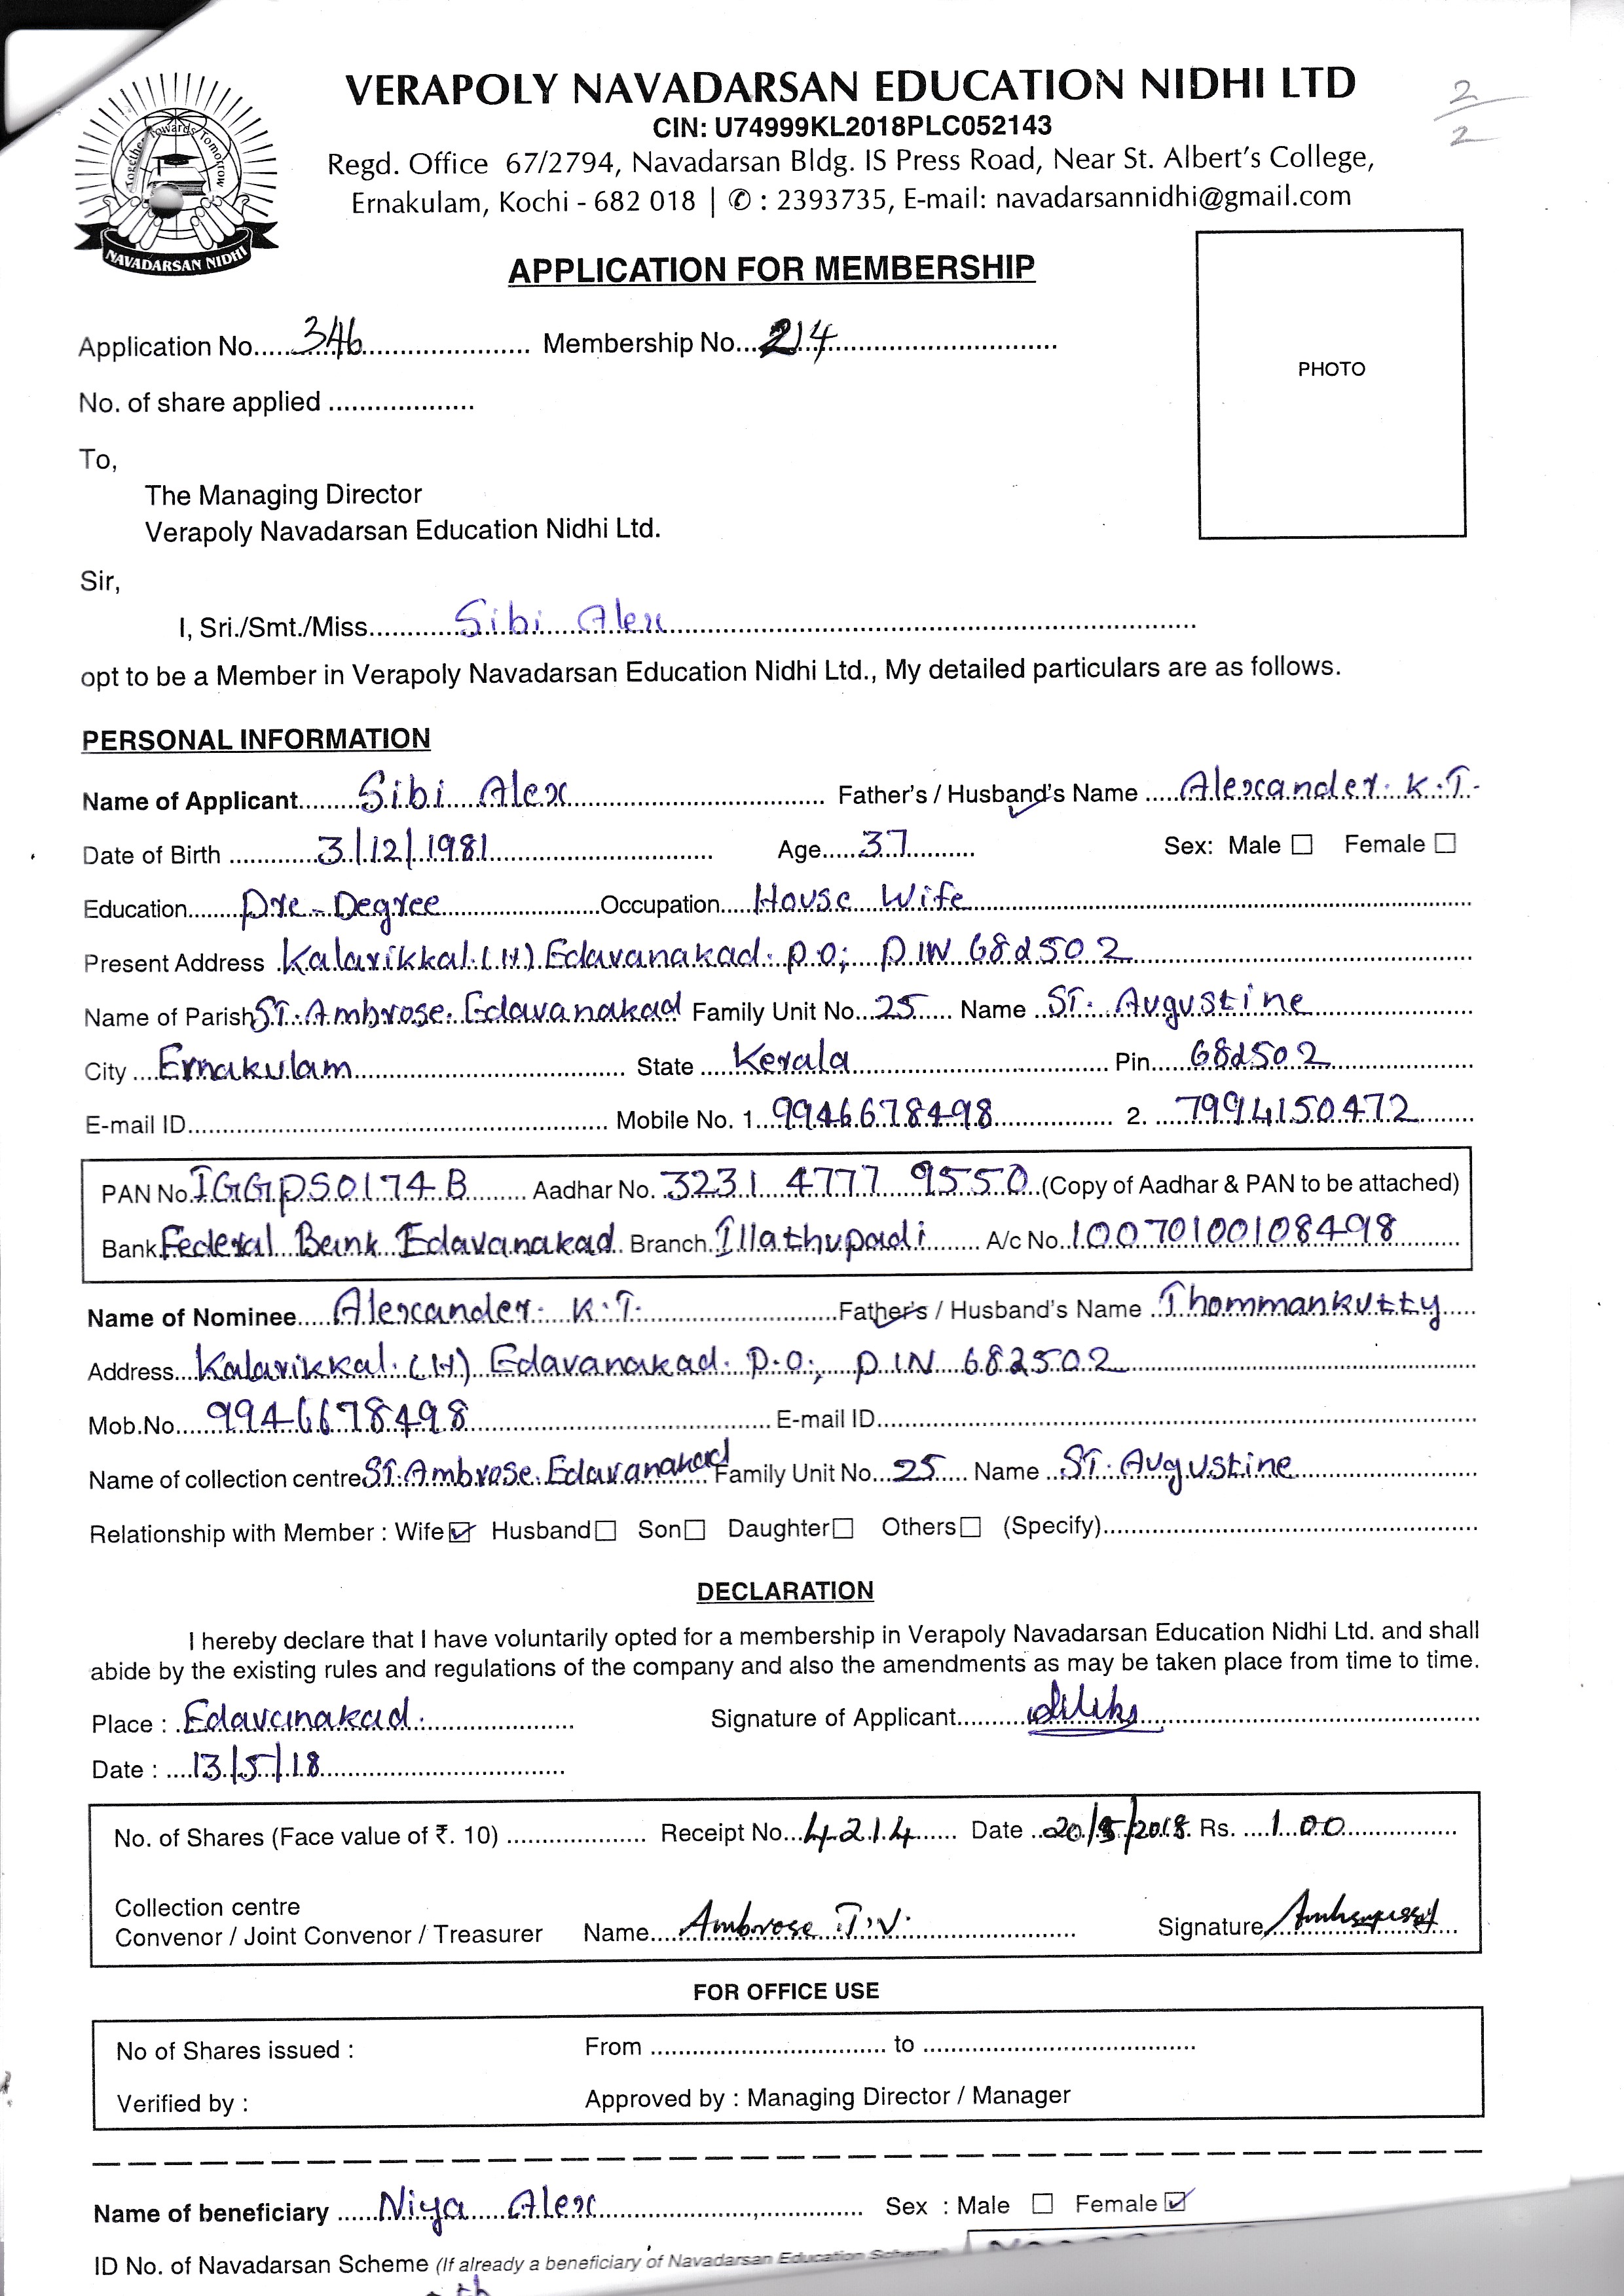 VERAPOLY NAVADARSAN EDUCATION NIDHI LTD
CIN: U74999KL2018PLC052143
Regd. Office 67/2794, Navadarsan Bldg. IS Press Road, Near St. Albert's College,
Ernakulam, Kochi - 682 018 | ✆ : 2393735, E-mail: navadarsannidhi@gmail.com
2/2
Together Towards Tomorrow
NAVADARSAN NIDHI
APPLICATION FOR MEMBERSHIP
Application No. 346 Membership No. 214
PHOTO
No. of share applied
To,
The Managing Director
Verapoly Navadarsan Education Nidhi Ltd.
Sir,
I, Sri./Smt./Miss. Sibi Alex
opt to be a Member in Verapoly Navadarsan Education Nidhi Ltd., My detailed particulars are as follows.
PERSONAL INFORMATION
Name of Applicant Sibi Alex Father's / Husband's Name Alexander. K.T.
Date of Birth 3/12/1981 Age 37 Sex: Male ☐ Female ☐
Education Pre-Degree Occupation House Wife
Present Address Kalarikkal.(H) Edavanakad. P.O; PIN 682502
Name of Parish ST. Ambrose. Edavanakad Family Unit No. 25 Name ST. Augustine
City Ernakulam State Kerala Pin 682502
E-mail ID Mobile No. 1. 9946678498 2. 7994150472
PAN No. IGGPS0174B Aadhar No. 3231 4777 9550 (Copy of Aadhar & PAN to be attached)
Bank Federal Bank Edavanakad Branch Illathupadi A/c No. 10070100108498
Name of Nominee Alexander. K.T. Father's / Husband's Name Thommankutty
Address Kalarikkal. (H) Edavanakad. P.O; PIN 682502
Mob.No. 9946678498 E-mail ID
Name of collection centre ST. Ambrose. Edavanakad Family Unit No. 25 Name ST. Augustine
Relationship with Member : Wife ☑ Husband ☐ Son ☐ Daughter ☐ Others ☐ (Specify)
DECLARATION
I hereby declare that I have voluntarily opted for a membership in Verapoly Navadarsan Education Nidhi Ltd. and shall
abide by the existing rules and regulations of the company and also the amendments as may be taken place from time to time.
Place : Edavanakad. Signature of Applicant
Date : 13/5/18
No. of Shares (Face value of ₹. 10) Receipt No. 4214 Date 20/5/2018. Rs. 100
Collection centre
Convenor / Joint Convenor / Treasurer Name Ambrose T.V. Signature
FOR OFFICE USE
No of Shares issued : From to
Verified by : Approved by : Managing Director / Manager
Name of beneficiary Niya Alex Sex : Male ☐ Female ☑
ID No. of Navadarsan Scheme (If already a beneficiary of Navadarsan Education Scheme)